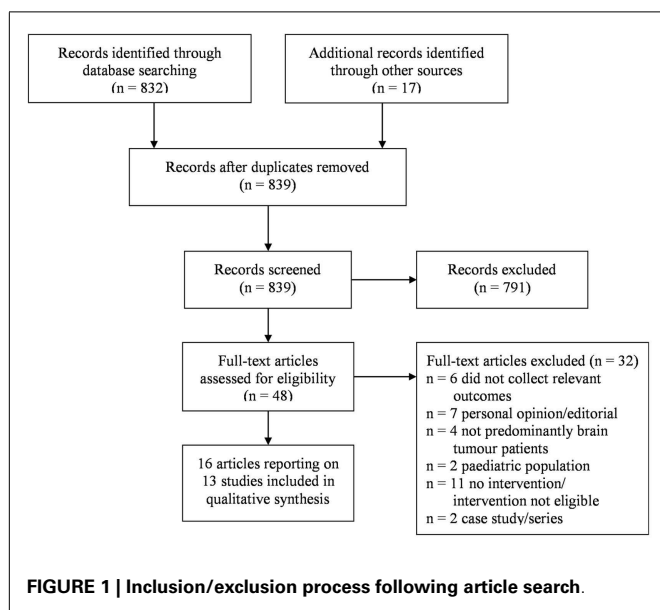 Records identified through
database searching
(n = 832)
Additional records identified
through other sources
(n = 17)
Records after duplicates removed
(n = 839)
Records screened
(n = 839)
Records excluded
(n = 791)
Full-text articles
assessed for eligibility
(n = 48)
Full-text articles excluded (n = 32)
n = 6 did not collect relevant
outcomes
n = 7 personal opinion/editorial
n = 4 not predominantly brain
tumour patients
n = 2 paediatric population
n = 11 no intervention/
intervention not eligible
n = 2 case study/series
16 articles reporting on
13 studies included in
qualitative synthesis
FIGURE 1 | Inclusion/exclusion process following article search.